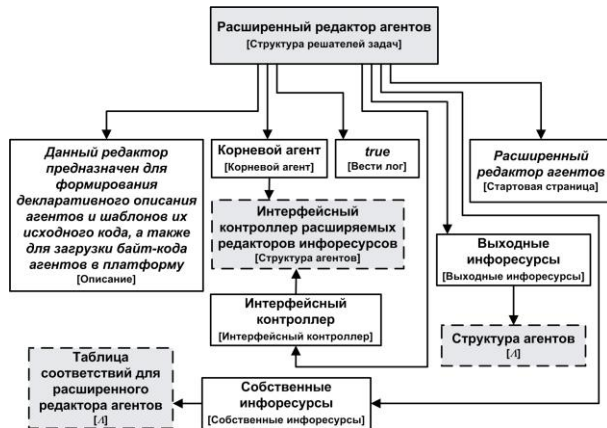 Расширенный редактор агентов
[Структура решателей задач]
Данный редактор
предназначен для
формирования
декларативного описания
агентов и шаблонов их
исходного кода, а также
для загрузки байт-кода
агентов в платформу
[Описание]
Корневой агент
[Корневой агент]
true
[Вести лог]
Расширенный
редактор агентов
[Стартовая страница]
Интерфейсный
контроллер расширяемых
редакторов инфоресурсов
[Структура агентов]
Выходные
инфоресурсы
[Выходные инфоресурсы]
Интерфейсный
контроллер
[Интерфейсный контроллер]
Структура агентов
[Λ]
Таблица
соответствий для
расширенного
редактора агентов
[Λ]
Собственные
инфоресурсы
[Собственные инфоресурсы]